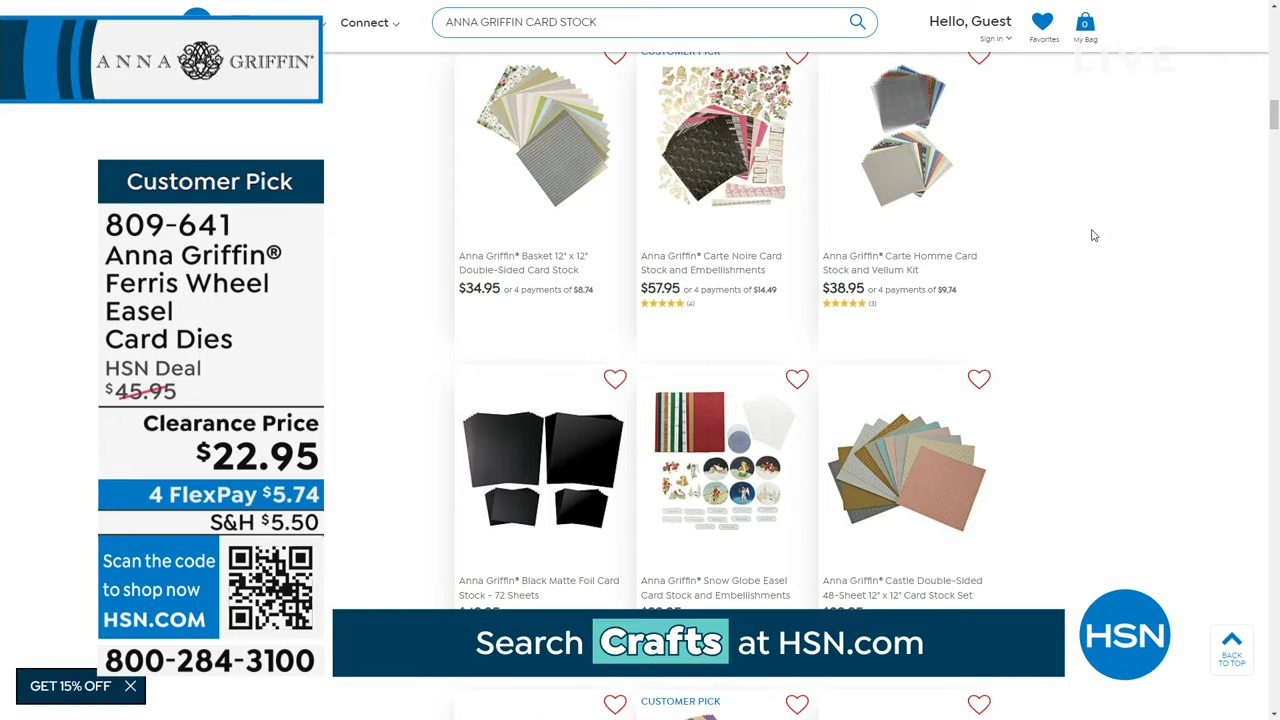 Connect
ANNA GRIFFIN CARD STOCK
Hello, Guest
Sign In
Favorites
0
My Bag
LIVE
ANNA GRIFFIN®
CUSTOMER PICK
Customer Pick
809-641
Anna Griffin®
Ferris Wheel
Easel
Card Dies
HSN Deal
$45.95
Clearance Price
$22.95
4 FlexPay $5.74
S&H $5.50
Scan the code
to shop now
HSN.COM
800-284-3100
GET 15% OFF
Anna Griffin® Basket 12" x 12"
Double-Sided Card Stock
$34.95 or 4 payments of $8.74
Anna Griffin® Carte Noire Card
Stock and Embellishments
$57.95 or 4 payments of $14.49
(4)
Anna Griffin® Carte Homme Card
Stock and Vellum Kit
$38.95 or 4 payments of $9.74
(3)
Anna Griffin® Black Matte Foil Card
Stock - 72 Sheets
Anna Griffin® Snow Globe Easel
Card Stock and Embellishments
Anna Griffin® Castle Double-Sided
48-Sheet 12" x 12" Card Stock Set
Search Crafts at HSN.com
HSN
BACK
TO TOP
CUSTOMER PICK